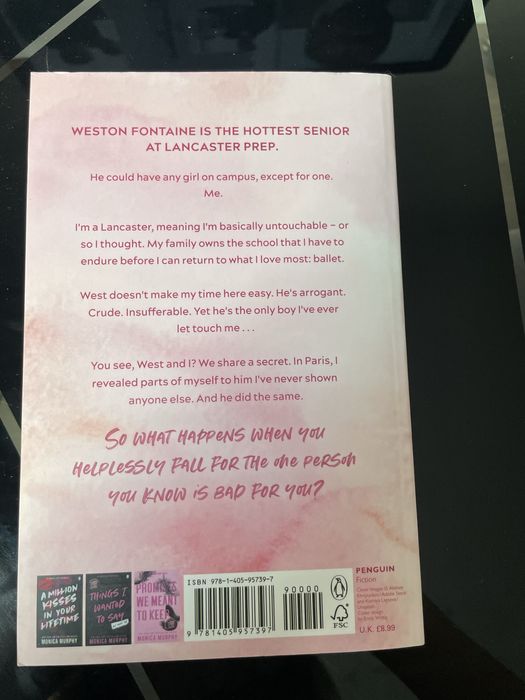 WESTON FONTAINE IS THE HOTTEST SENIOR
AT LANCASTER PREP.
He could have any girl on campus, except for one.
Me.
I'm a Lancaster, meaning I'm basically untouchable – or
so I thought. My family owns the school that I have to
endure before I can return to what I love most: ballet.
West doesn't make my time here easy. He's arrogant.
Crude. Insufferable. Yet he's the only boy I've ever
let touch me . . .
You see, West and I? We share a secret. In Paris, I
revealed parts of myself to him I've never shown
anyone else. And he did the same.
SO WHAT HAPPENS WHEN YOU
HELPLESSLY FALL FOR THE ONE PERSON
YOU KNOW IS BAD FOR YOU?
A MILLION
KISSES
IN YOUR
LIFETIME
MONICA MURPHY
THINGS I
WANTED
TO SAY
MONICA MURPHY
PROMISES
WE MEANT
TO KEEP
MONICA MURPHY
ISBN 978-1-405-95739-7
90000
9 781405 957397
FSC
PENGUIN
Fiction
U.K. £8.99